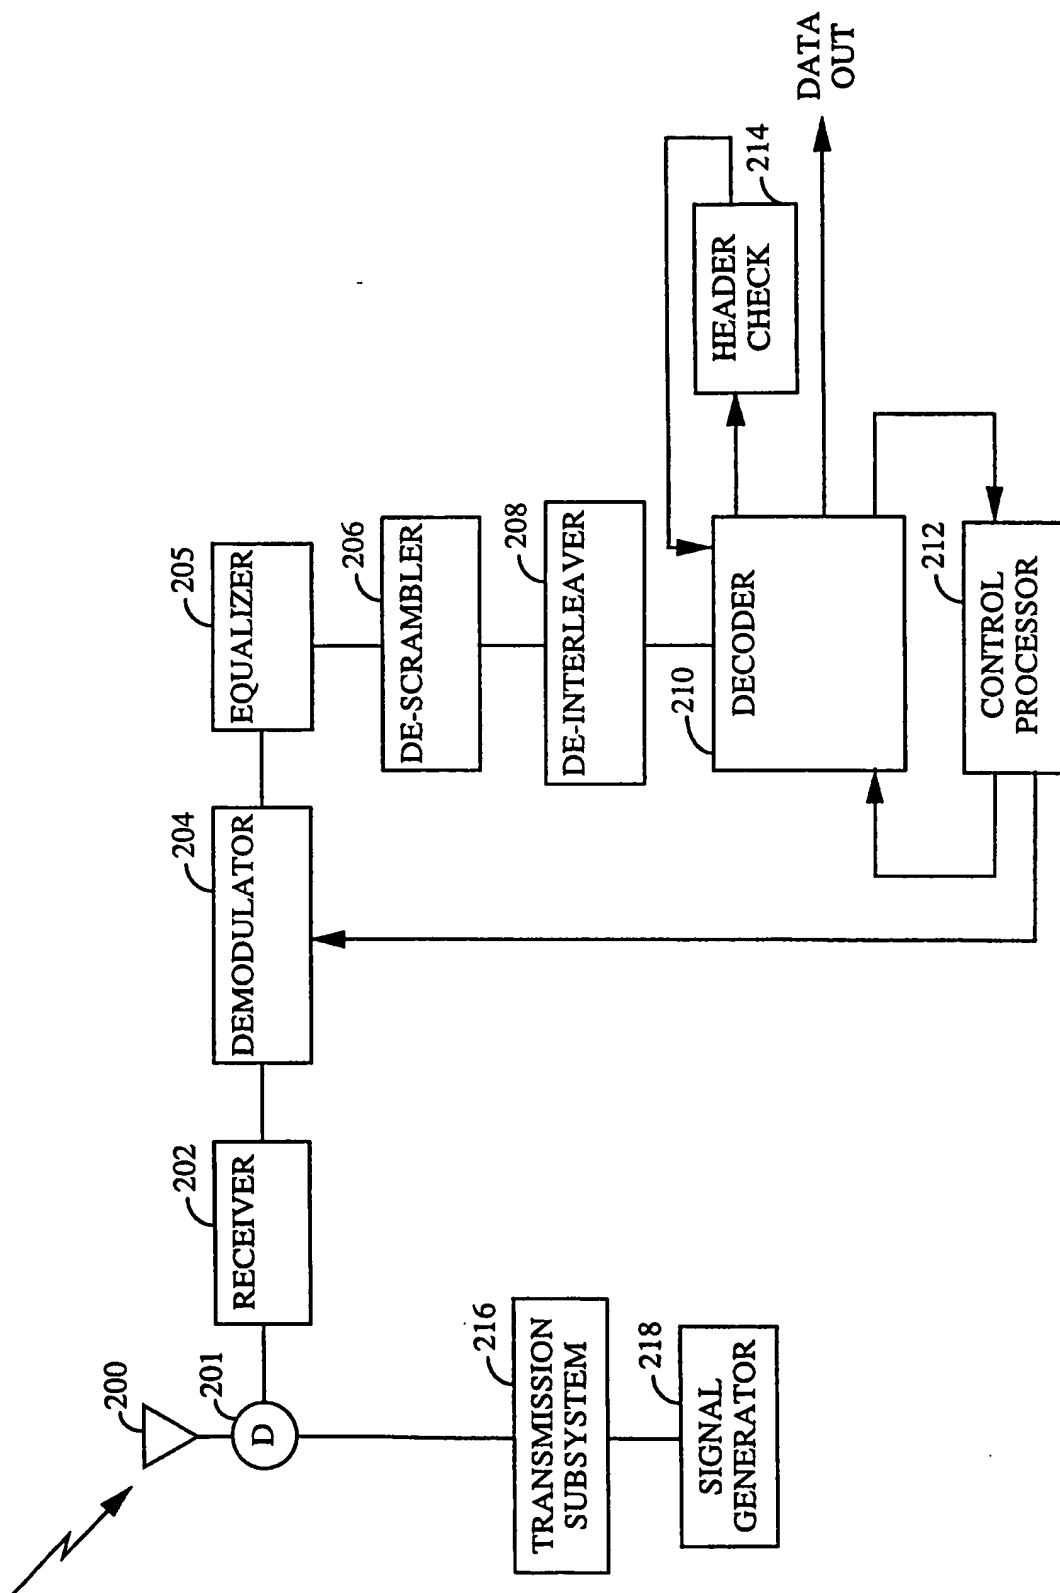 200
201
D
202
RECEIVER
204
DEMODULATOR
205
EQUALIZER
206
DE-SCRAMBLER
208
DE-INTERLEAVER
210
DECODER
HEADER
CHECK
214
DATA
OUT
212
CONTROL
PROCESSOR
216
TRANSMISSION
SUBSYSTEM
218
SIGNAL
GENERATOR